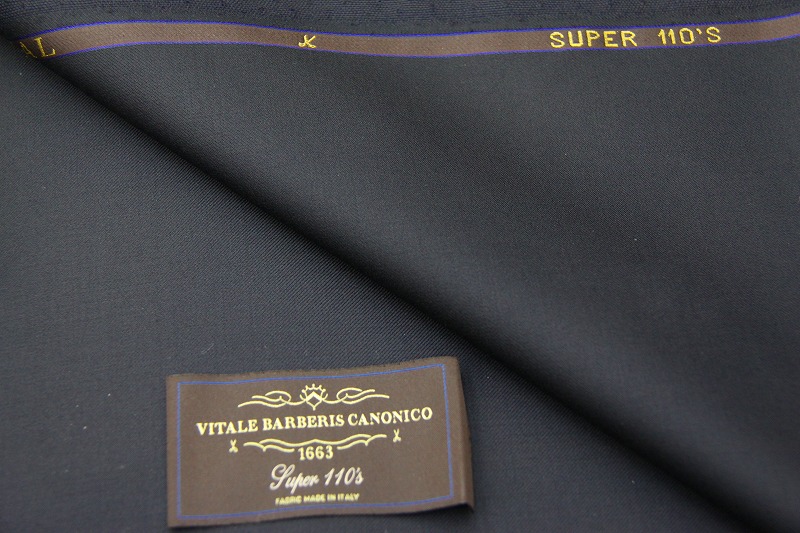 SUPER 110'S
VITALE BARBERIS CANONICO
1663
Super 110's
FABRIC MADE IN ITALY